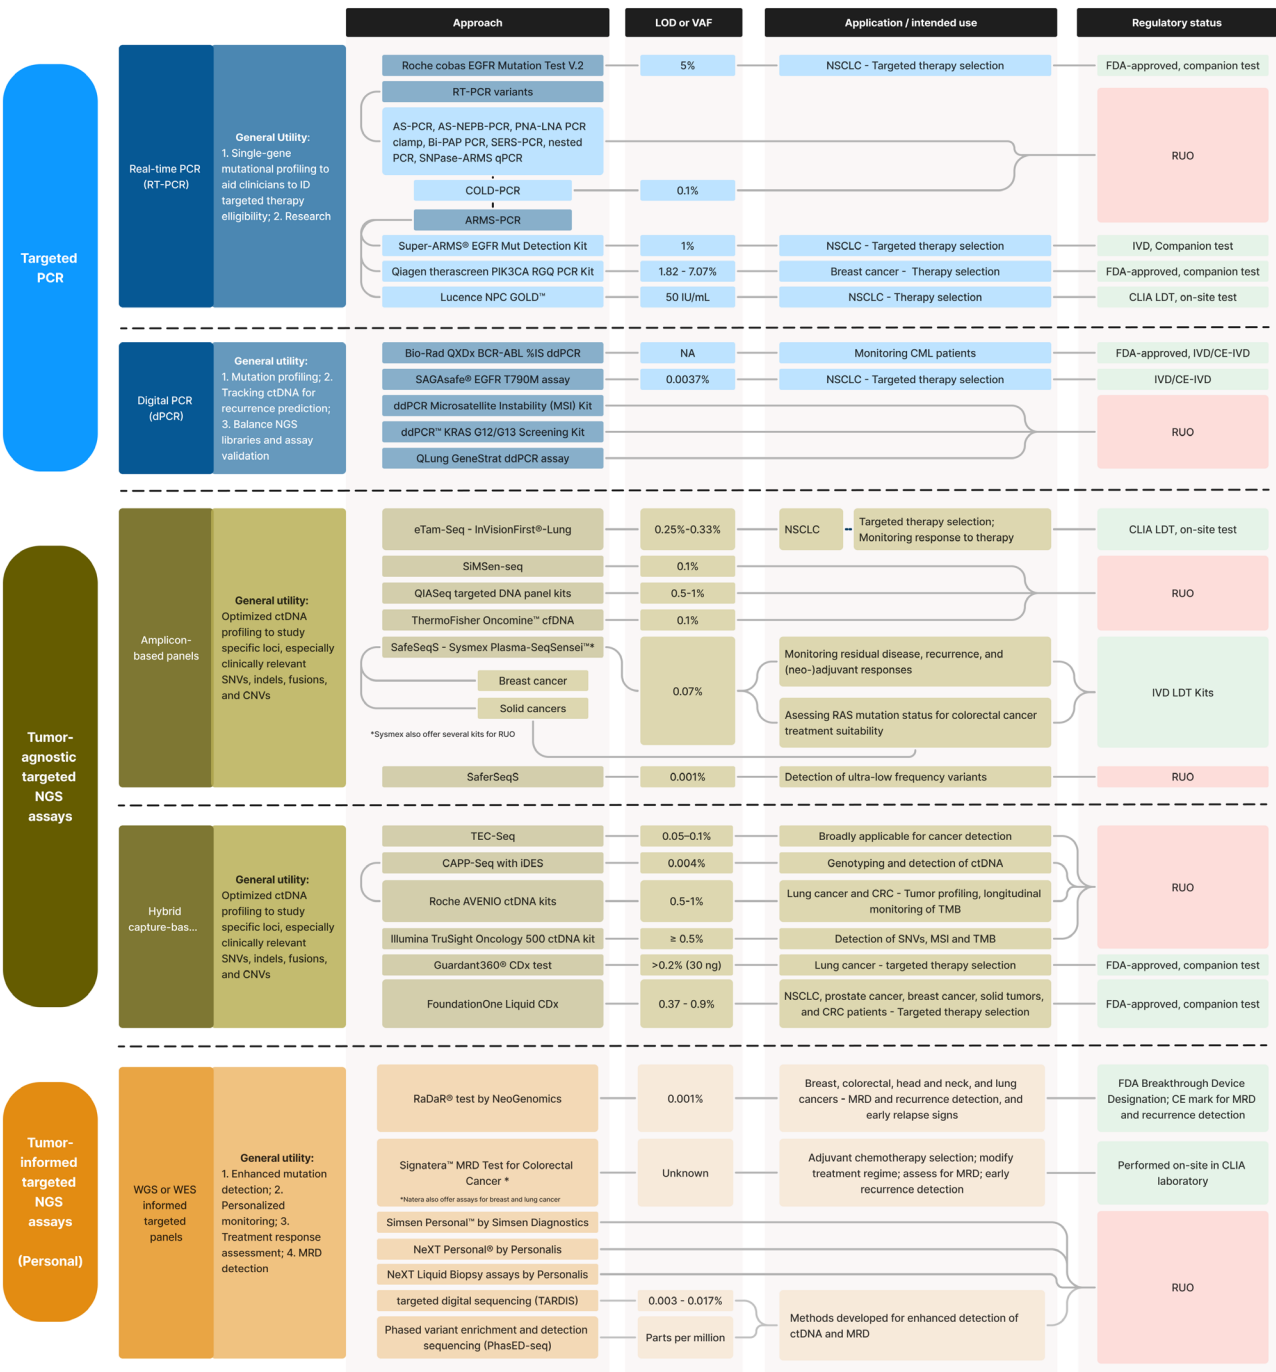 Approach
LOD or VAF
Application / intended use
Regulatory status
Targeted
PCR
Real-time PCR
(RT-PCR)
General Utility:
1. Single-gene
mutational profiling to
aid clinicians to ID
targeted therapy
elligibility; 2. Research
Roche cobas EGFR Mutation Test V.2
5%
NSCLC - Targeted therapy selection
FDA-approved, companion test
RT-PCR variants
AS-PCR, AS-NEPB-PCR, PNA-LNA PCR
clamp, Bi-PAP PCR, SERS-PCR, nested
PCR, SNPase-ARMS qPCR
RUO
COLD-PCR
0.1%
ARMS-PCR
Super-ARMS® EGFR Mut Detection Kit
1%
NSCLC - Targeted therapy selection
IVD, Companion test
Qiagen therascreen PIK3CA RGQ PCR Kit
1.82 - 7.07%
Breast cancer - Therapy selection
FDA-approved, companion test
Lucence NPC GOLD™
50 IU/mL
NSCLC - Therapy selection
CLIA LDT, on-site test
Digital PCR
(dPCR)
General utility:
1. Mutation profiling; 2.
Tracking ctDNA for
recurrence prediction;
3. Balance NGS
libraries and assay
validation
Bio-Rad QXDx BCR-ABL %IS ddPCR
NA
Monitoring CML patients
FDA-approved, IVD/CE-IVD
SAGAsafe® EGFR T790M assay
0.0037%
NSCLC - Targeted therapy selection
IVD/CE-IVD
ddPCR Microsatellite Instability (MSI) Kit
ddPCR™ KRAS G12/G13 Screening Kit
QLung GeneStrat ddPCR assay
RUO
Tumor-
agnostic
targeted
NGS
assays
Amplicon-
based panels
General utility:
Optimized ctDNA
profiling to study
specific loci, especially
clinically relevant
SNVs, indels, fusions,
and CNVs
eTam-Seq - InVisionFirst®-Lung
0.25%-0.33%
NSCLC
Targeted therapy selection;
Monitoring response to therapy
CLIA LDT, on-site test
SiMSen-seq
0.1%
QIASeq targeted DNA panel kits
0.5-1%
RUO
ThermoFisher Oncomine™ cfDNA
0.1%
SafeSeqS - Sysmex Plasma-SeqSensei™*
Breast cancer
Solid cancers
*Sysmex also offer several kits for RUO
0.07%
Monitoring residual disease, recurrence, and
(neo-)adjuvant responses
Asessing RAS mutation status for colorectal cancer
treatment suitability
IVD LDT Kits
SaferSeqS
0.001%
Detection of ultra-low frequency variants
RUO
Hybrid
capture-bas...
General utility:
Optimized ctDNA
profiling to study
specific loci, especially
clinically relevant
SNVs, indels, fusions,
and CNVs
TEC-Seq
0.05–0.1%
Broadly applicable for cancer detection
CAPP-Seq with iDES
0.004%
Genotyping and detection of ctDNA
Roche AVENIO ctDNA kits
0.5-1%
Lung cancer and CRC - Tumor profiling, longitudinal
monitoring of TMB
RUO
Illumina TruSight Oncology 500 ctDNA kit
≥ 0.5%
Detection of SNVs, MSI and TMB
Guardant360® CDx test
>0.2% (30 ng)
Lung cancer - targeted therapy selection
FDA-approved, companion test
FoundationOne Liquid CDx
0.37 - 0.9%
NSCLC, prostate cancer, breast cancer, solid tumors,
and CRC patients - Targeted therapy selection
FDA-approved, companion test
Tumor-
informed
targeted
NGS
assays
(Personal)
WGS or WES
informed
targeted
panels
General utility:
1. Enhanced mutation
detection; 2.
Personalized
monitoring; 3.
Treatment response
assessment; 4. MRD
detection
RaDaR® test by NeoGenomics
0.001%
Breast, colorectal, head and neck, and lung
cancers - MRD and recurrence detection, and
early relapse signs
FDA Breakthrough Device
Designation; CE mark for MRD
and recurrence detection
Signatera™ MRD Test for Colorectal
Cancer *
*Natera also offer assays for breast and lung cancer
Unknown
Adjuvant chemotherapy selection; modify
treatment regime; assess for MRD; early
recurrence detection
Performed on-site in CLIA
laboratory
Simsen Personal™ by Simsen Diagnostics
NeXT Personal® by Personalis
NeXT Liquid Biopsy assays by Personalis
targeted digital sequencing (TARDIS)
0.003 - 0.017%
Phased variant enrichment and detection
sequencing (PhasED-seq)
Parts per million
Methods developed for enhanced detection of
ctDNA and MRD
RUO